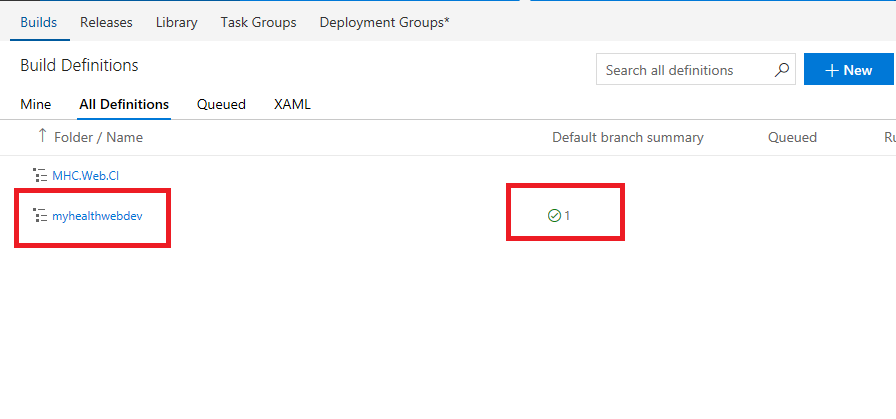 Builds Releases Library Task Groups Deployment Groups*
Build Definitions
Search all definitions
+ New
Mine All Definitions Queued XAML
↑ Folder / Name Default branch summary Queued Ru
MHC.Web.CI
myhealthwebdev 1